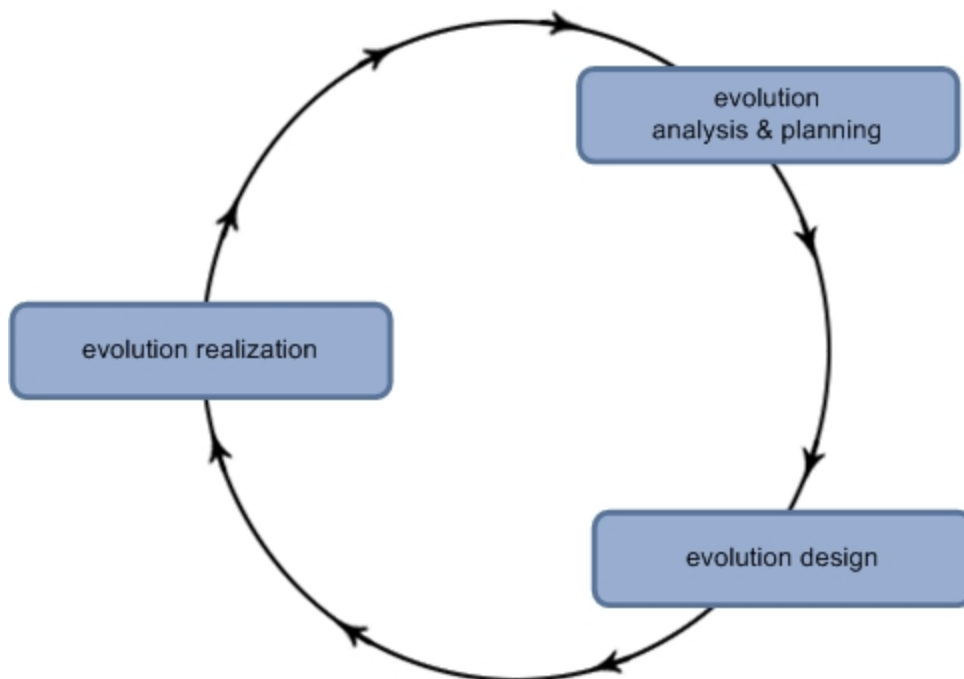 evolution
analysis & planning
evolution realization
evolution design